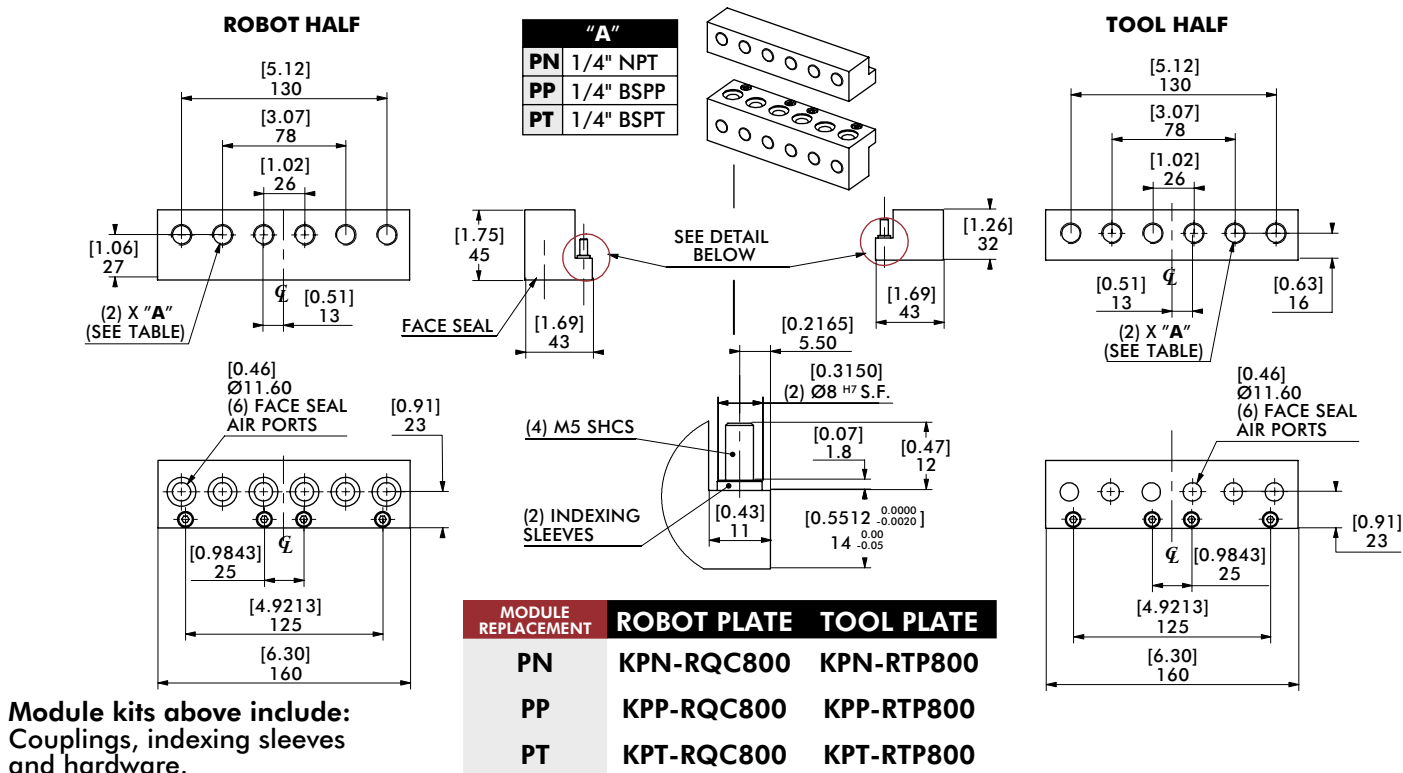 ROBOT HALF
[5.12]
130
[3.07]
78
[1.02]
26
[1.06]
27
℄
[0.51]
13
(2) X "A"
(SEE TABLE)
"A"
PN 1/4" NPT
PP 1/4" BSPP
PT 1/4" BSPT
[1.75]
45
FACE SEAL
[1.69]
43
SEE DETAIL
BELOW
[1.26]
32
[1.69]
43
TOOL HALF
[5.12]
130
[3.07]
78
[1.02]
26
℄
[0.51]
13
[0.63]
16
(2) X "A"
(SEE TABLE)
[0.46]
Ø11.60
(6) FACE SEAL
AIR PORTS
[0.91]
23
℄
[0.9843]
25
[4.9213]
125
[6.30]
160
[0.2165]
5.50
[0.3150]
(2) Ø8 H7 S.F.
(4) M5 SHCS
[0.07]
1.8
[0.47]
12
(2) INDEXING
SLEEVES
[0.43]
11
[0.5512 0.0000 -0.0020]
14 0.00 -0.05
[0.46]
Ø11.60
(6) FACE SEAL
AIR PORTS
[0.91]
23
℄
[0.9843]
25
[4.9213]
125
[6.30]
160
MODULE
REPLACEMENT ROBOT PLATE TOOL PLATE
PN KPN-RQC800 KPN-RTP800
PP KPP-RQC800 KPP-RTP800
PT KPT-RQC800 KPT-RTP800
Module kits above include:
Couplings, indexing sleeves
and hardware.